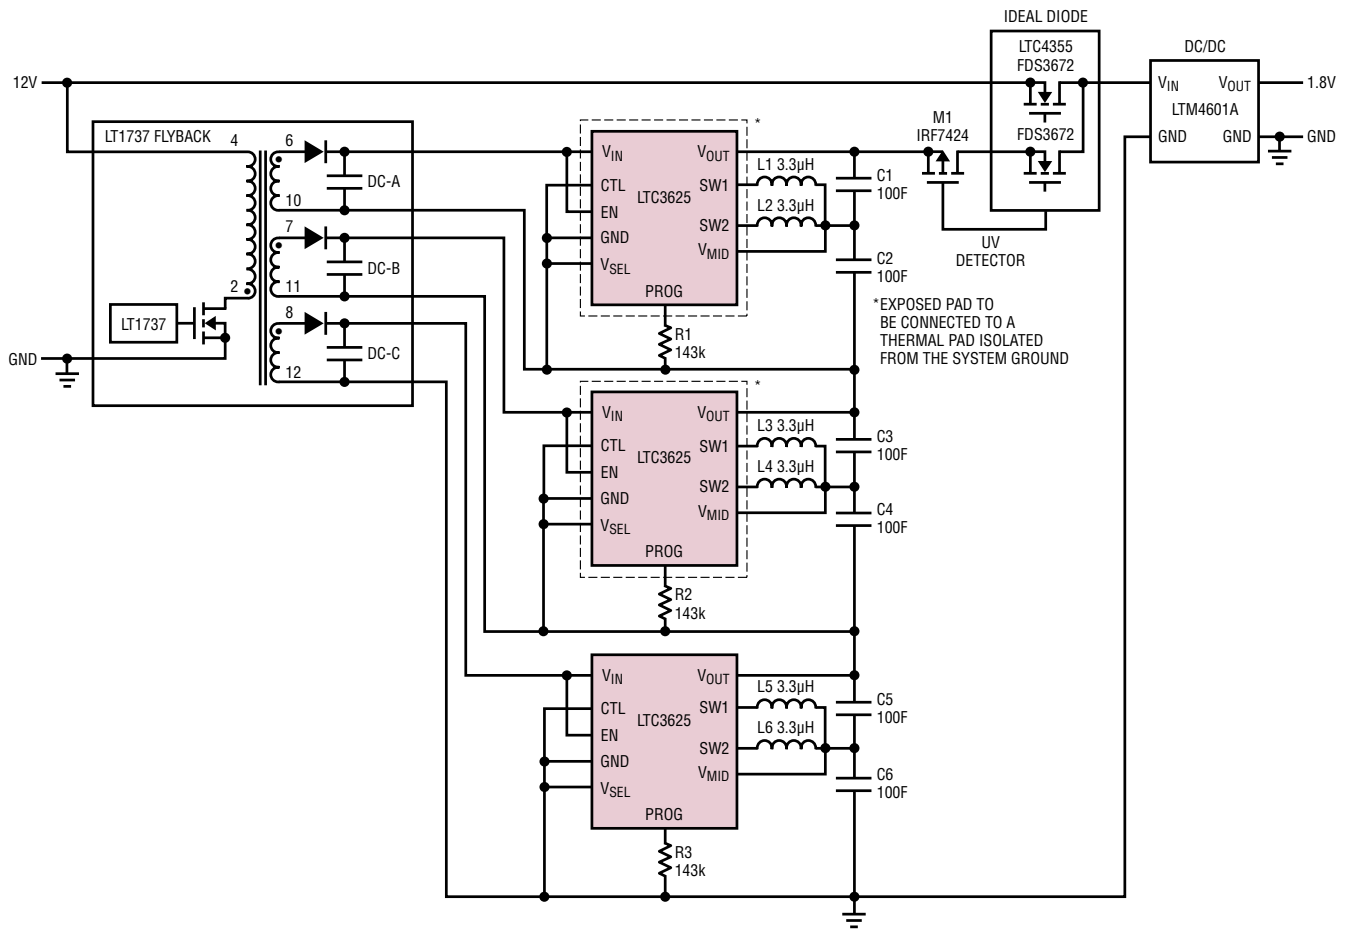 IDEAL DIODE
LTC4355
FDS3672
FDS3672
DC/DC
VIN
VOUT
LTM4601A
GND
GND
1.8V
GND
12V
LT1737 FLYBACK
4
2
6
10
7
11
8
12
DC-A
DC-B
DC-C
LT1737
GND
*
VIN
CTL
EN
GND
VSEL
LTC3625
VOUT
SW1
SW2
VMID
PROG
L1 3.3µH
L2 3.3µH
R1
143k
C1
100F
C2
100F
M1
IRF7424
UV
DETECTOR
*EXPOSED PAD TO
BE CONNECTED TO A
THERMAL PAD ISOLATED
FROM THE SYSTEM GROUND
*
VIN
CTL
EN
GND
VSEL
LTC3625
VOUT
SW1
SW2
VMID
PROG
L3 3.3µH
L4 3.3µH
R2
143k
C3
100F
C4
100F
VIN
CTL
EN
GND
VSEL
LTC3625
VOUT
SW1
SW2
VMID
PROG
L5 3.3µH
L6 3.3µH
R3
143k
C5
100F
C6
100F